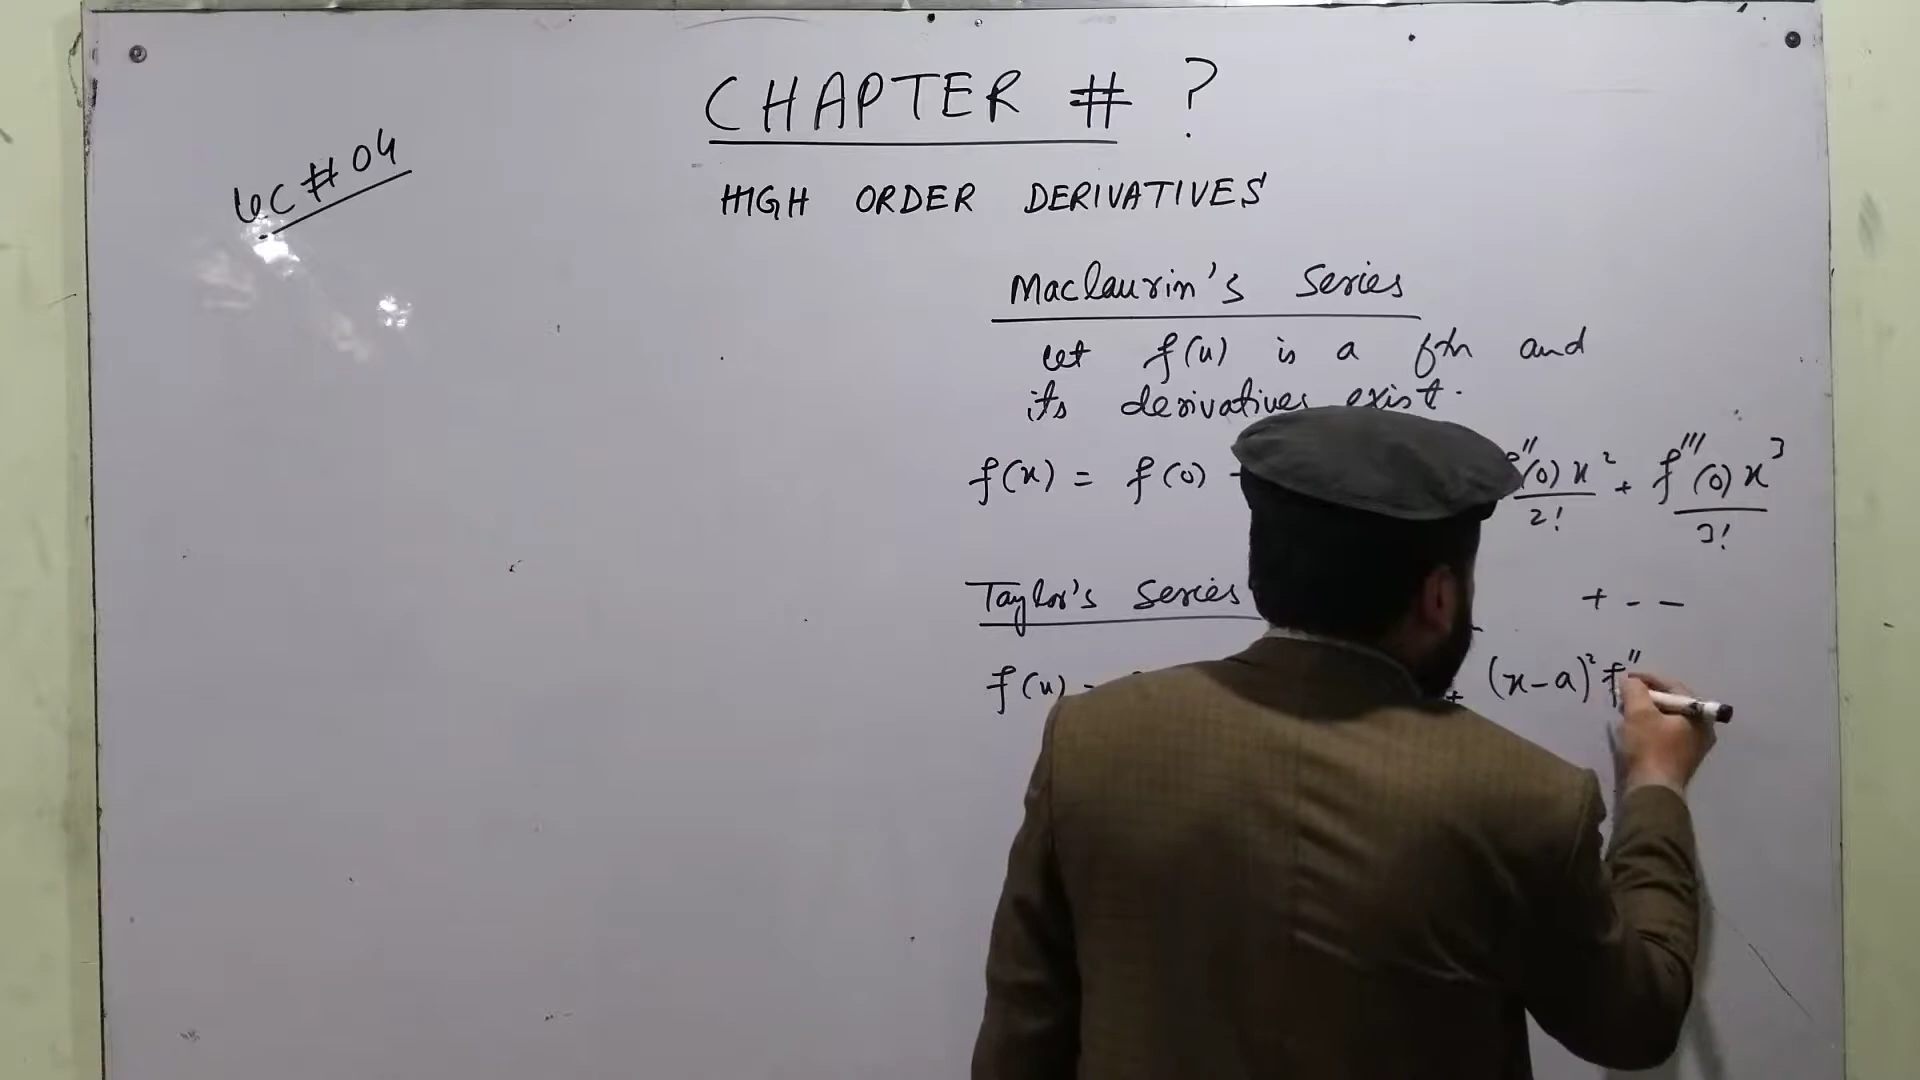 CHAPTER # ?
Lec # 04
HIGH ORDER DERIVATIVES
Maclaurin's Series
let f(x) is a fn and
its derivatives exist.
f(x) = f(0) "(0) x² + f'''(0) x³
2! 3!
Taylor's Series + - -
f(x) + (x-a)² f''